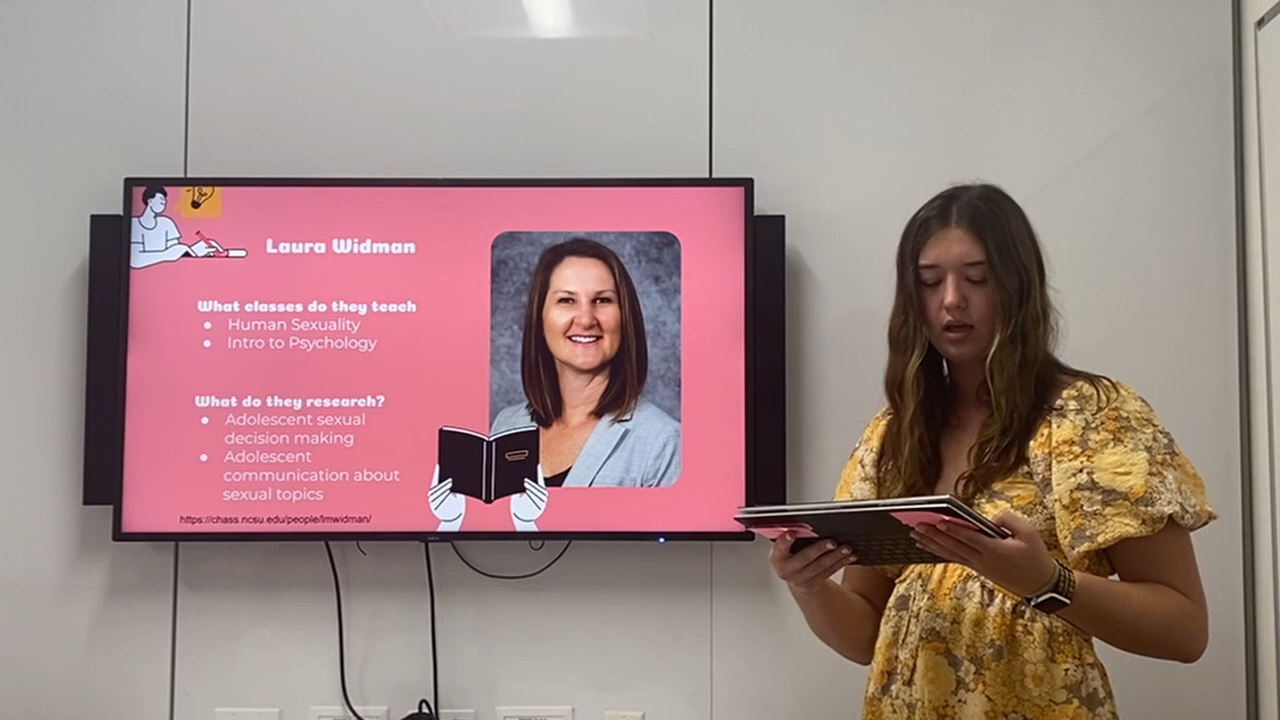 Laura Widman
What classes do they teach
● Human Sexuality
● Intro to Psychology
What do they research?
● Adolescent sexual
decision making
● Adolescent
communication about
sexual topics
https://chass.ncsu.edu/people/lmwidman/